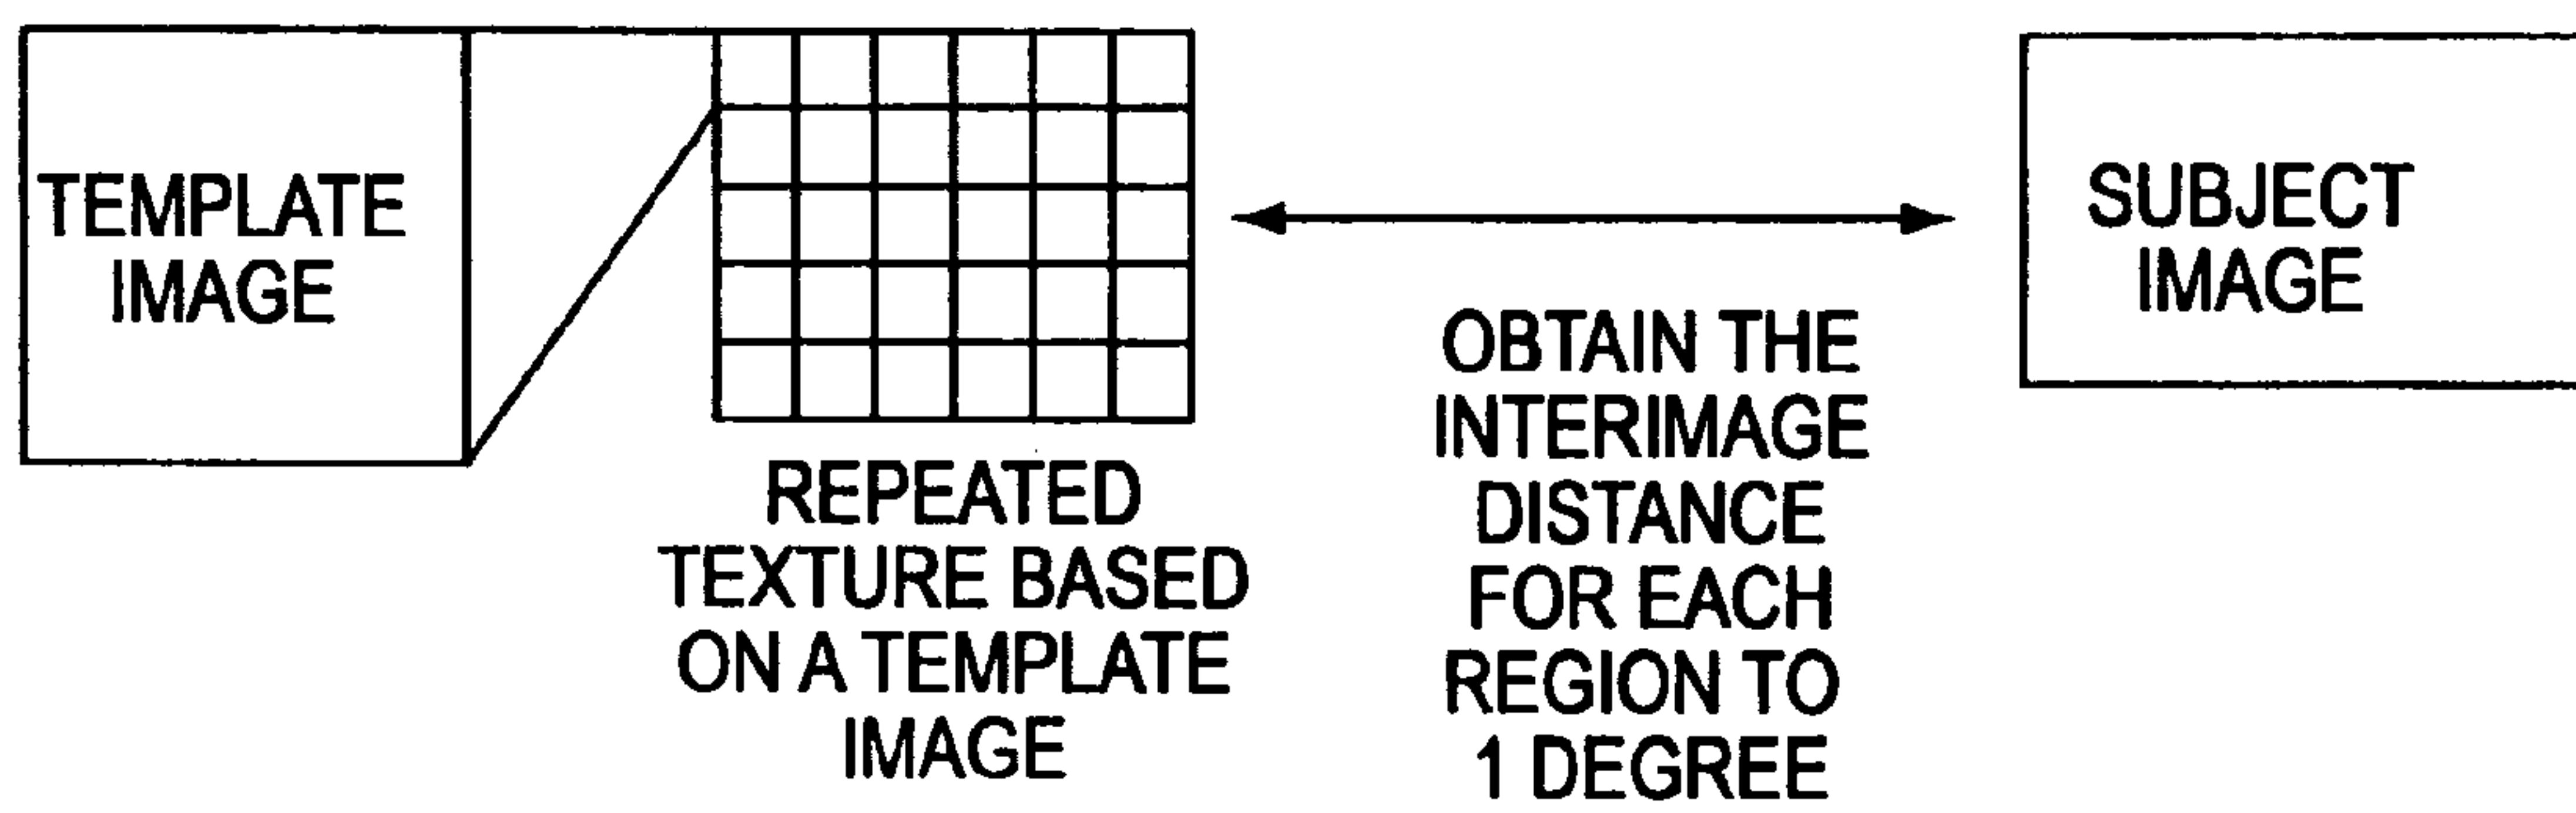 TEMPLATE
IMAGE
REPEATED
TEXTURE BASED
ON A TEMPLATE
IMAGE
OBTAIN THE
INTERIMAGE
DISTANCE
FOR EACH
REGION TO
1 DEGREE
SUBJECT
IMAGE